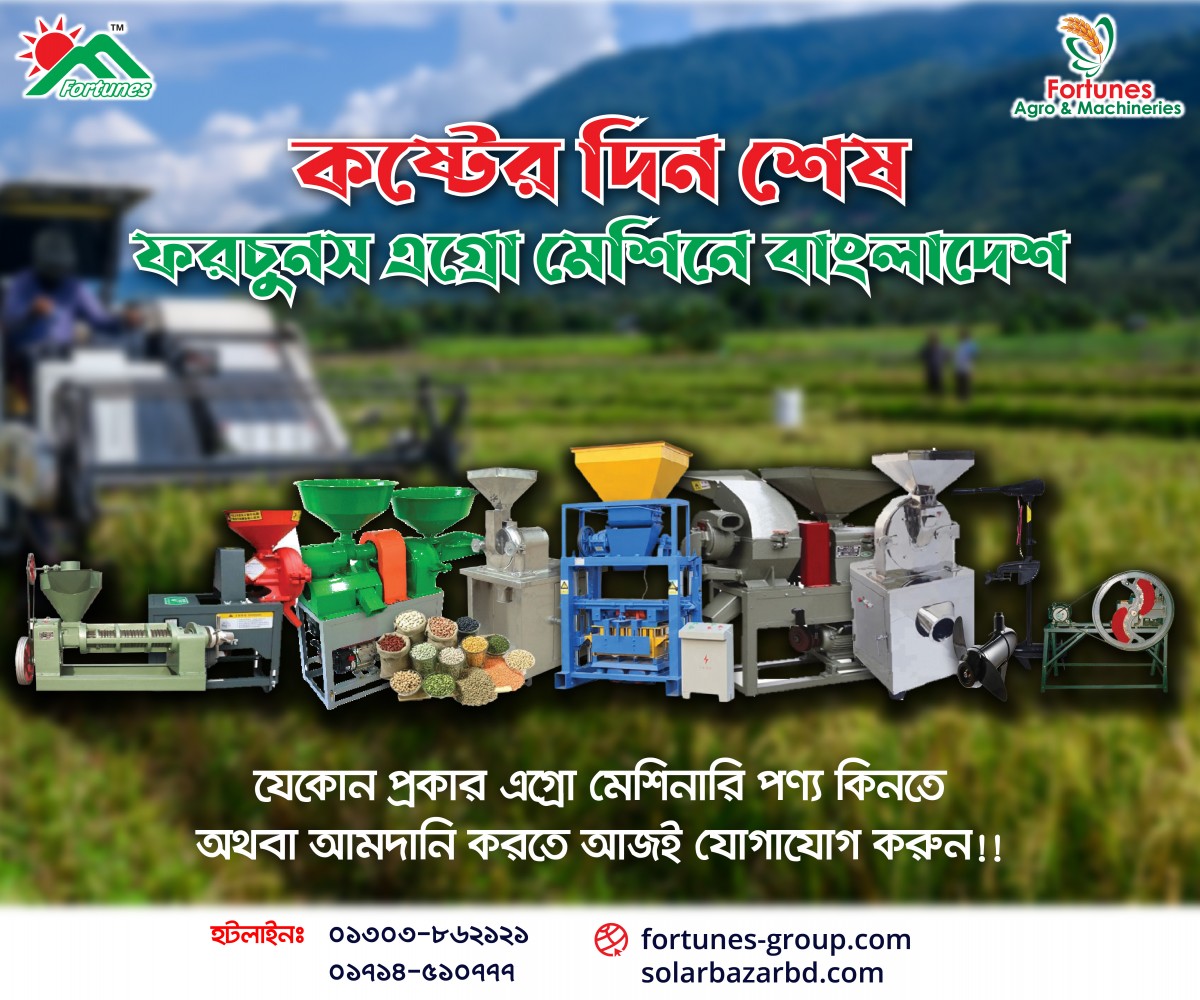 TM
Fortunes
Fortunes
Agro & Machineries
কষ্টের দিন শেষ
ফরচুনস এগ্রো মেশিনে বাংলাদেশ
যেকোন প্রকার এগ্রো মেশিনারি পণ্য কিনতে
অথবা আমদানি করতে আজই যোগাযোগ করুন!!
হটলাইনঃ ০১৩০৩-৮৬২১২১
০১৭১৪-৫১০৭৭৭
fortunes-group.com
solarbazarbd.com